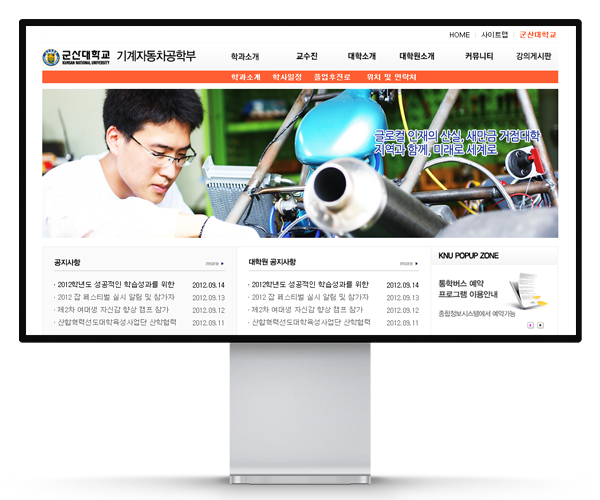 HOME | 사이트맵 | 군산대학교
군산대학교 기계자동차공학부
KUNSAN NATIONAL UNIVERSITY
학과소개 교수진 대학소개 대학원소개 커뮤니티 강의게시판
학과소개 학사일정 졸업후진로 위치 및 연락처
글로컬 인재의 산실, 새만금 거점대학
지역과 함께, 미래로 세계로
공지사항 more
· 2012학년도 성공적인 학습성과를 위한 2012.09.14
· 2012 잡 페스티벌 실시 알림 및 참가자 2012.09.13
· 제2차 여대생 자신감 향상 캠프 참가 2012.09.12
· 산합혁력선도대학육성사업단 산학협력 2012.09.11
대학원 공지사항 more
· 2012학년도 성공적인 학습성과를 위한 2012.09.14
· 2012 잡 페스티벌 실시 알림 및 참가자 2012.09.13
· 제2차 여대생 자신감 향상 캠프 참가 2012.09.12
· 산합혁력선도대학육성사업단 산학협력 2012.09.11
KNU POPUP ZONE
통학버스 예약
프로그램 이용안내
종합정보시스템에서 예약가능